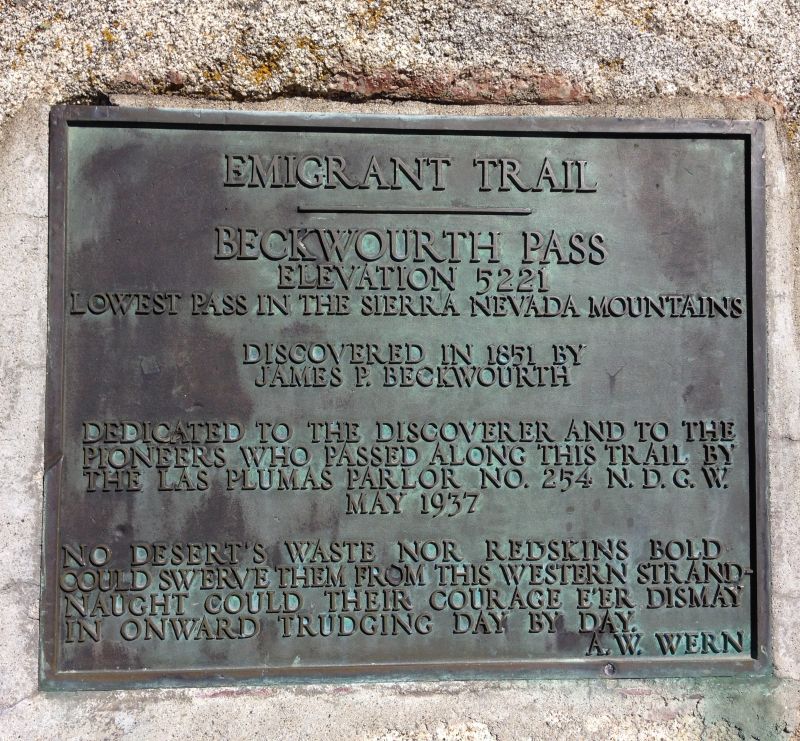 EMIGRANT TRAIL
BECKWOURTH PASS
ELEVATION 5221
LOWEST PASS IN THE SIERRA NEVADA MOUNTAINS
DISCOVERED IN 1851 BY
JAMES P. BECKWOURTH
DEDICATED TO THE DISCOVERER AND TO THE
PIONEERS WHO PASSED ALONG THIS TRAIL BY
THE LAS PLUMAS PARLOR NO. 254 N.D.G.W.
MAY 1937
NO DESERT'S WASTE NOR REDSKINS BOLD
COULD SWERVE THEM FROM THIS WESTERN STRAND-
NAUGHT COULD THEIR COURAGE E'ER DISMAY
IN ONWARD TRUDGING DAY BY DAY.
A. W. WERN